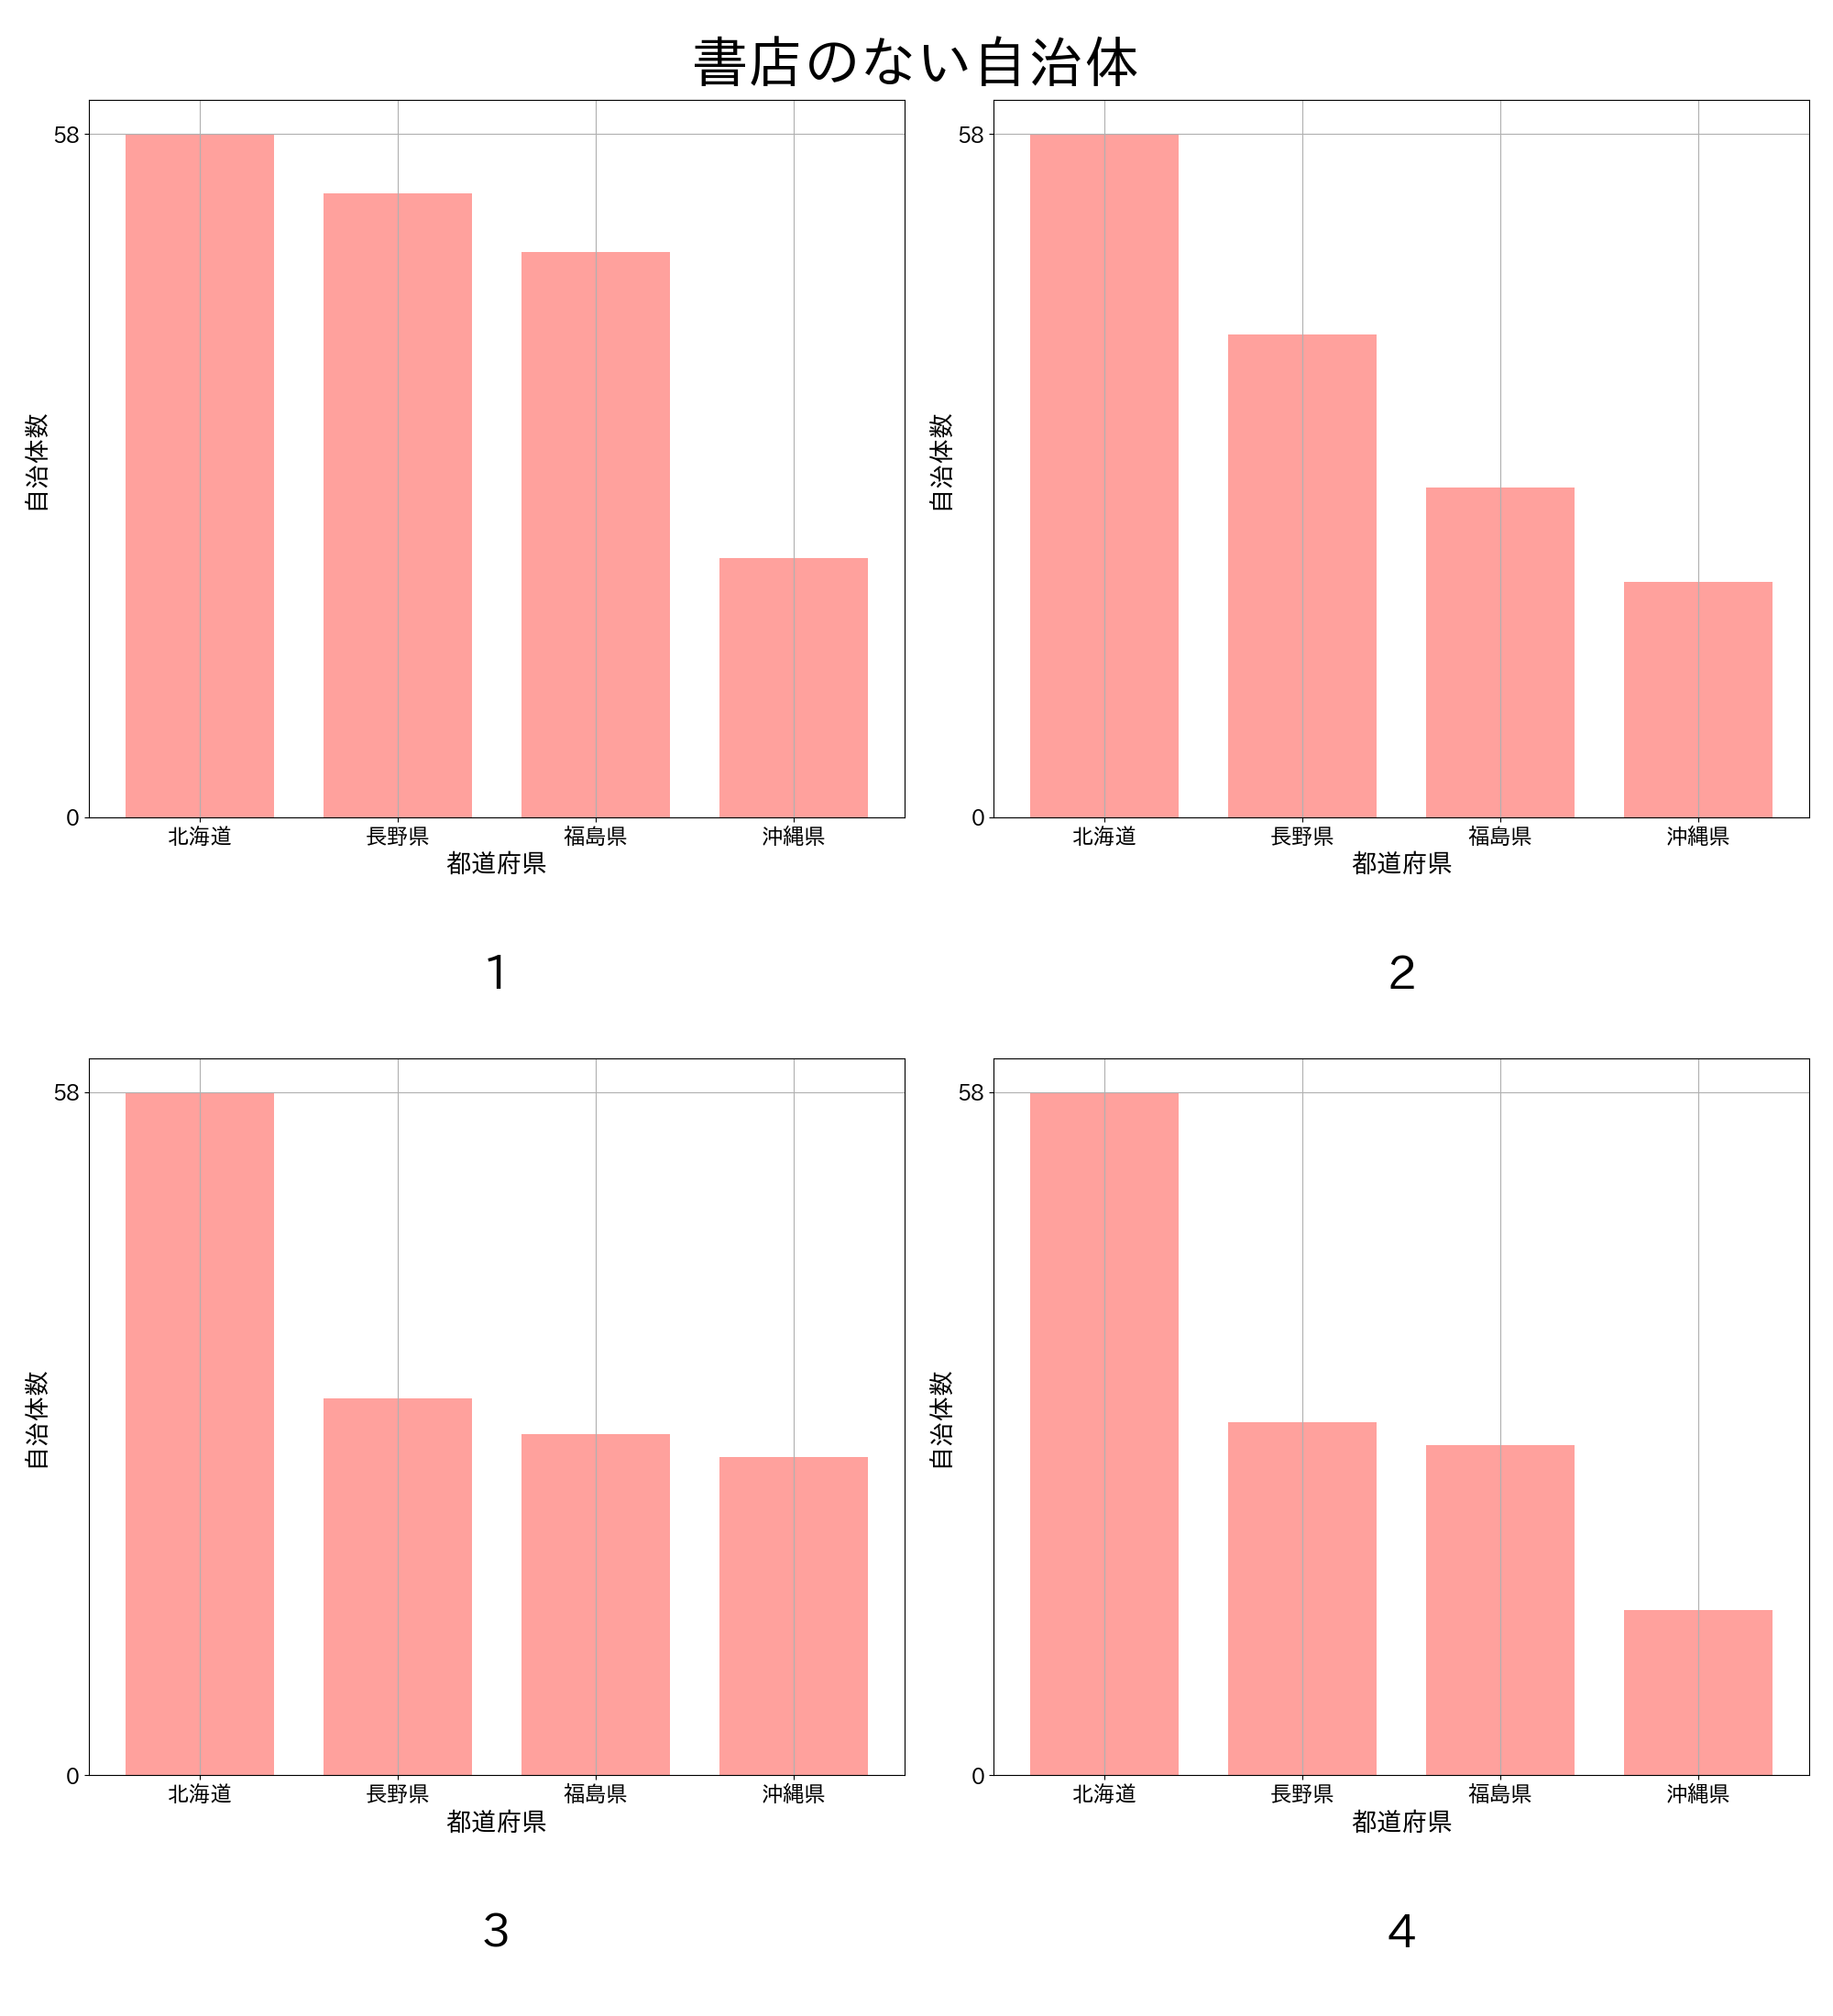 書店のない自治体
58
0
自治体数
北海道 長野県 福島県 沖縄県
都道府県
1
58
0
自治体数
北海道 長野県 福島県 沖縄県
都道府県
2
58
0
自治体数
北海道 長野県 福島県 沖縄県
都道府県
3
58
0
自治体数
北海道 長野県 福島県 沖縄県
都道府県
4